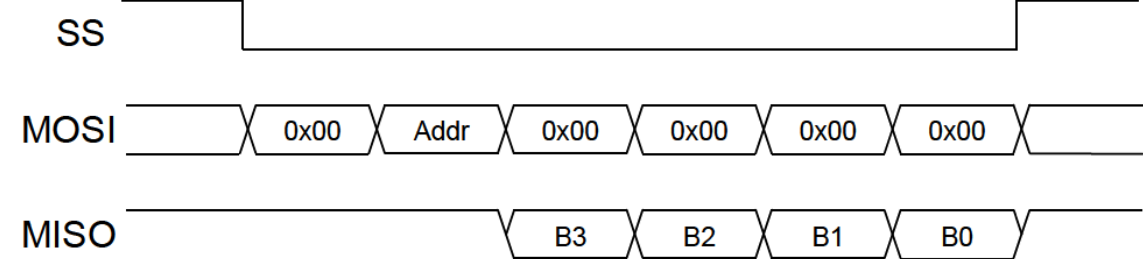 SS
MOSI 0x00 Addr 0x00 0x00 0x00 0x00
MISO B3 B2 B1 B0